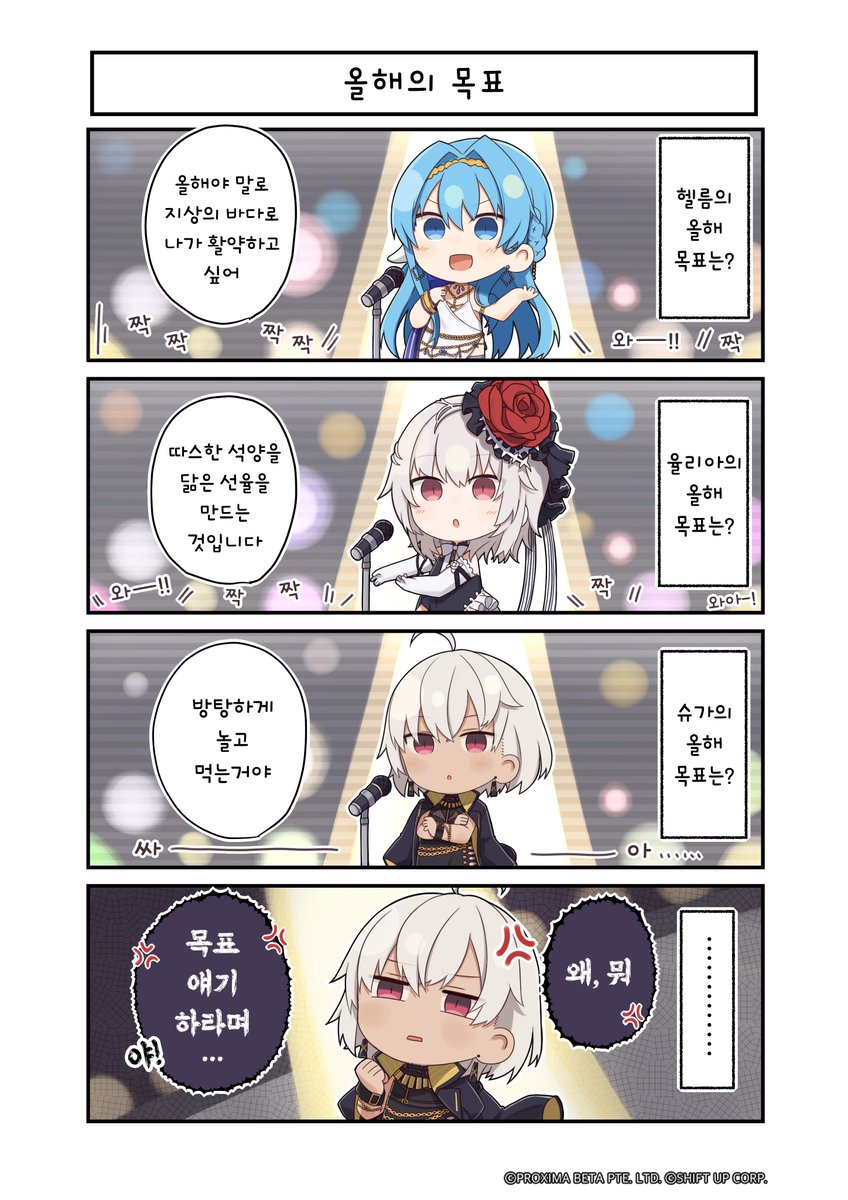 올해의 목표
헬름의
올해
목표는?
올해야 말로
지상의 바다로
나가 활약하고
싶어
짝
짝
짝
짝
와—!!
짝
율리아의
올해
목표는?
따스한 석양을
닮은 선율을
만드는
것입니다
와—!!
짝
짝
짝
와아-!
슈가의
올해
목표는?
방탕하게
놀고
먹는거야
싸
아……
………
왜, 뭐
목표
얘기
하라며
…
야!
©PROXIMA BETA PTE. LTD. ©SHIFT UP CORP.